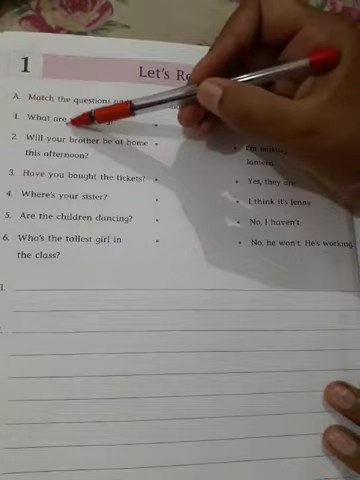 1
Let's Re
A. Match the questions
1. What are
2. Will your brother be at home
this afternoon?
I'm making
lantern.
3. Have you bought the tickets?
Yes, they are.
4. Where's your sister?
I think it's Jenny
5. Are the children dancing?
No, I haven't.
6. Who's the tallest girl in
the class?
No, he won't. He's working.
1.